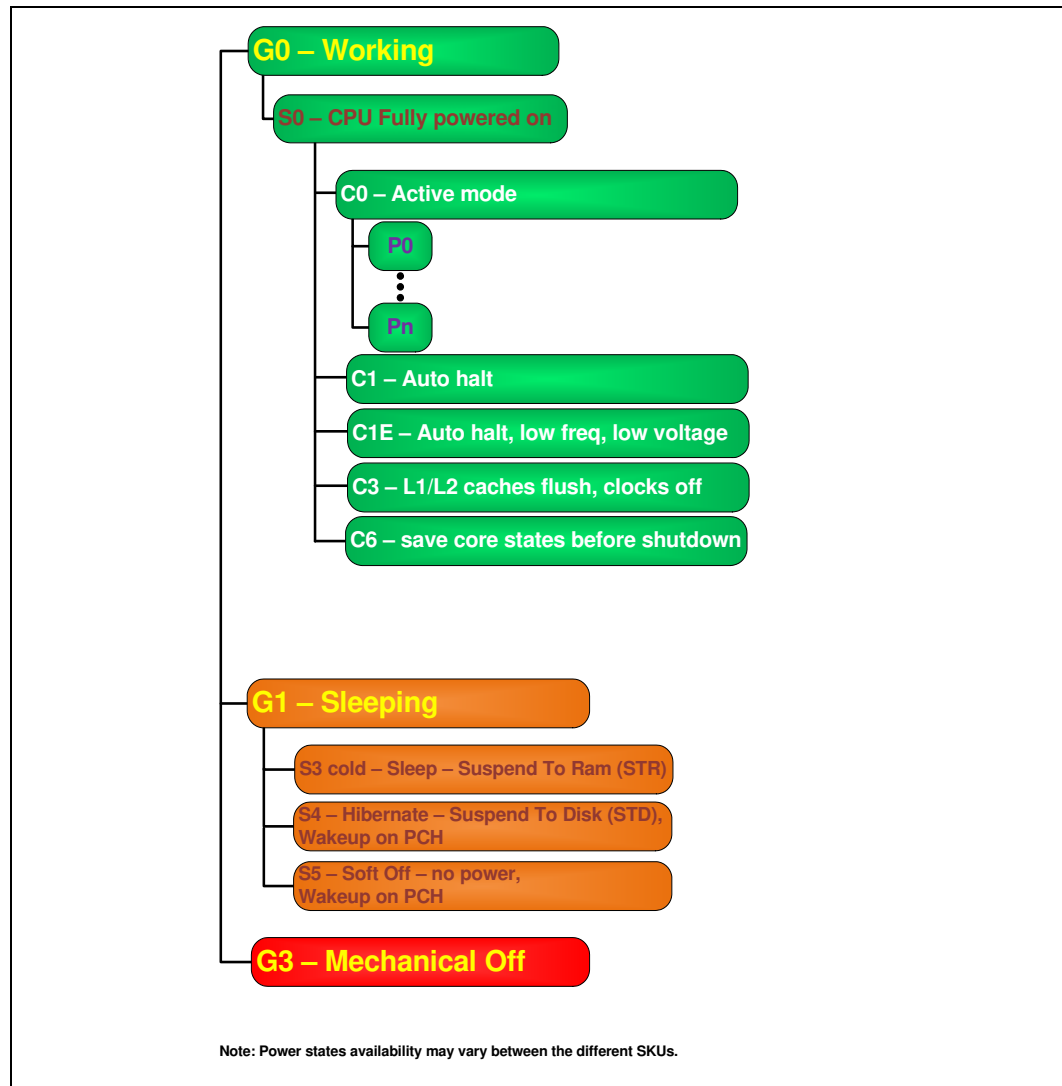 G0 – Working
S0 – CPU Fully powered on
C0 – Active mode
P0
Pn
C1 – Auto halt
C1E – Auto halt, low freq, low voltage
C3 – L1/L2 caches flush, clocks off
C6 – save core states before shutdown
G1 – Sleeping
S3 cold – Sleep – Suspend To Ram (STR)
S4 – Hibernate – Suspend To Disk (STD),
Wakeup on PCH
S5 – Soft Off – no power,
Wakeup on PCH
G3 – Mechanical Off
Note: Power states availability may vary between the different SKUs.